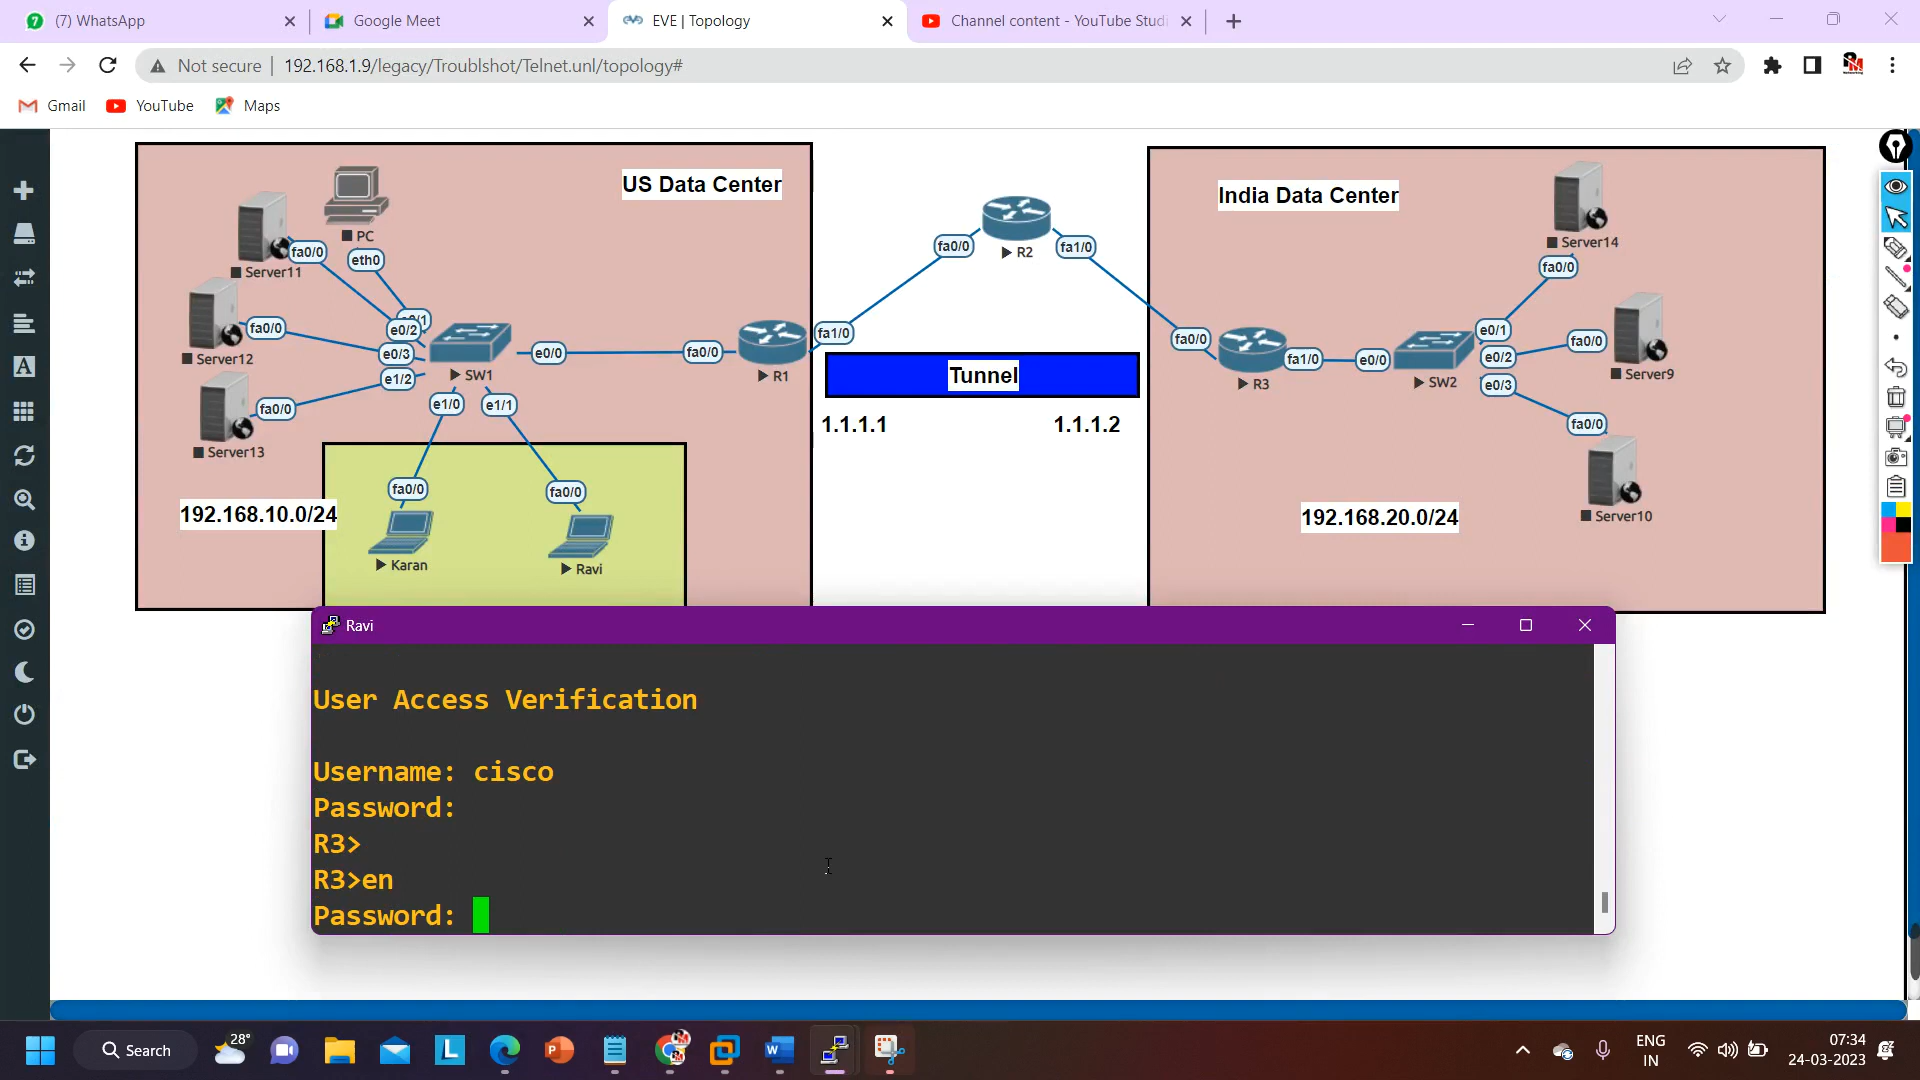 (7) WhatsApp
Google Meet
EVE | Topology
Channel content - YouTube Studi
Not secure
192.168.1.9/legacy/Troublshot/Telnet.unl/topology#
Gmail
YouTube
Maps
US Data Center
India Data Center
PC
eth0
Server11
fa0/0
Server12
fa0/0
Server13
fa0/0
e0/2
e0/3
e1/2
SW1
e0/0
e1/0
e1/1
fa0/0
R1
fa1/0
fa0/0
R2
fa1/0
Tunnel
1.1.1.1
1.1.1.2
fa0/0
R3
fa1/0
e0/0
SW2
e0/1
e0/2
e0/3
Server14
fa0/0
Server9
fa0/0
Server10
fa0/0
192.168.10.0/24
192.168.20.0/24
fa0/0
Karan
fa0/0
Ravi
Ravi
User Access Verification
Username: cisco
Password:
R3>
R3>en
Password:
28°
Search
ENG
IN
07:34
24-03-2023